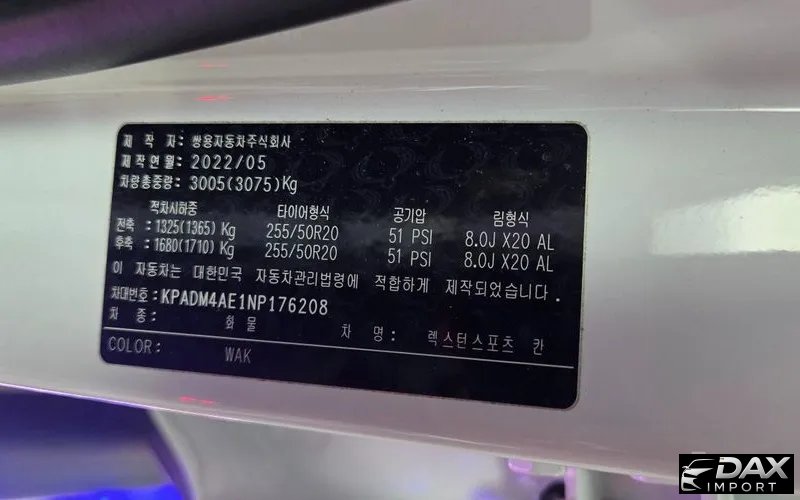 제 작 자: 쌍용자동차주식회사
제작연월: 2022/05
차량총중량: 3005(3075)Kg
적차시하중 타이어형식 공기압 림형식
전축: 1325(1365) Kg 255/50R20 51 PSI 8.0J X20 AL
후축: 1680(1710) Kg 255/50R20 51 PSI 8.0J X20 AL
이 자동차는 대한민국 자동차관리법령에 적합하게 제작되었습니다.
차대번호: KPADM4AE1NP176208
차 종: 화 물 차 명: 렉스턴스포츠 칸
COLOR: WAK
DAX
IMPORT